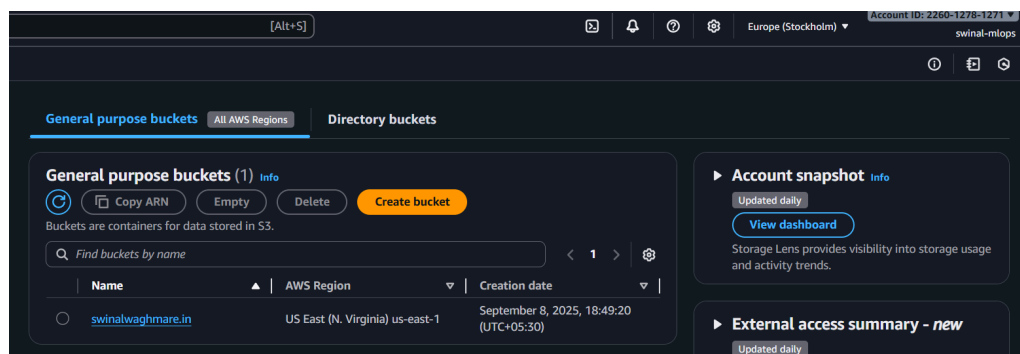 [Alt+S]
Europe (Stockholm) ▼
Account ID: 2260-1278-1271 ▼
swinal-mlops
General purpose buckets All AWS Regions
Directory buckets
General purpose buckets (1) Info
Copy ARN
Empty
Delete
Create bucket
Buckets are containers for data stored in S3.
Find buckets by name
1
Name
AWS Region
Creation date
swinalwaghmare.in
US East (N. Virginia) us-east-1
September 8, 2025, 18:49:20
(UTC+05:30)
Account snapshot Info
Updated daily
View dashboard
Storage Lens provides visibility into storage usage
and activity trends.
External access summary - new
Updated daily